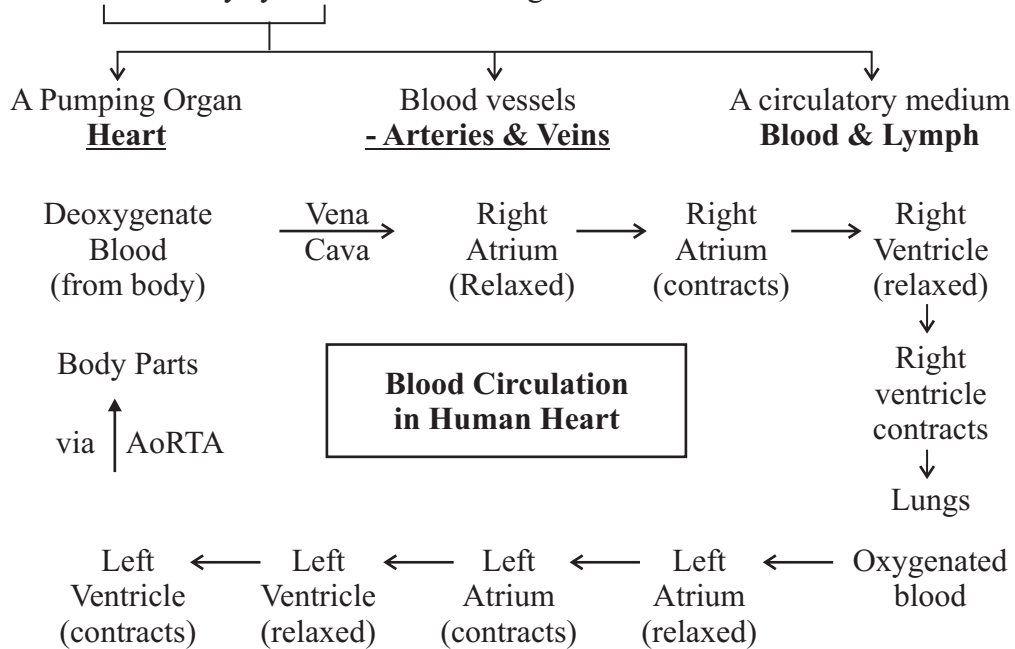 A Pumping Organ
Heart
Blood vessels
- Arteries & Veins
A circulatory medium
Blood & Lymph
Deoxygenate
Blood
(from body)
Vena
Cava
Right
Atrium
(Relaxed)
Right
Atrium
(contracts)
Right
Ventricle
(relaxed)
Right
ventricle
contracts
Lungs
Body Parts
via AoRTA
Blood Circulation
in Human Heart
Oxygenated
blood
Left
Atrium
(relaxed)
Left
Atrium
(contracts)
Left
Ventricle
(relaxed)
Left
Ventricle
(contracts)